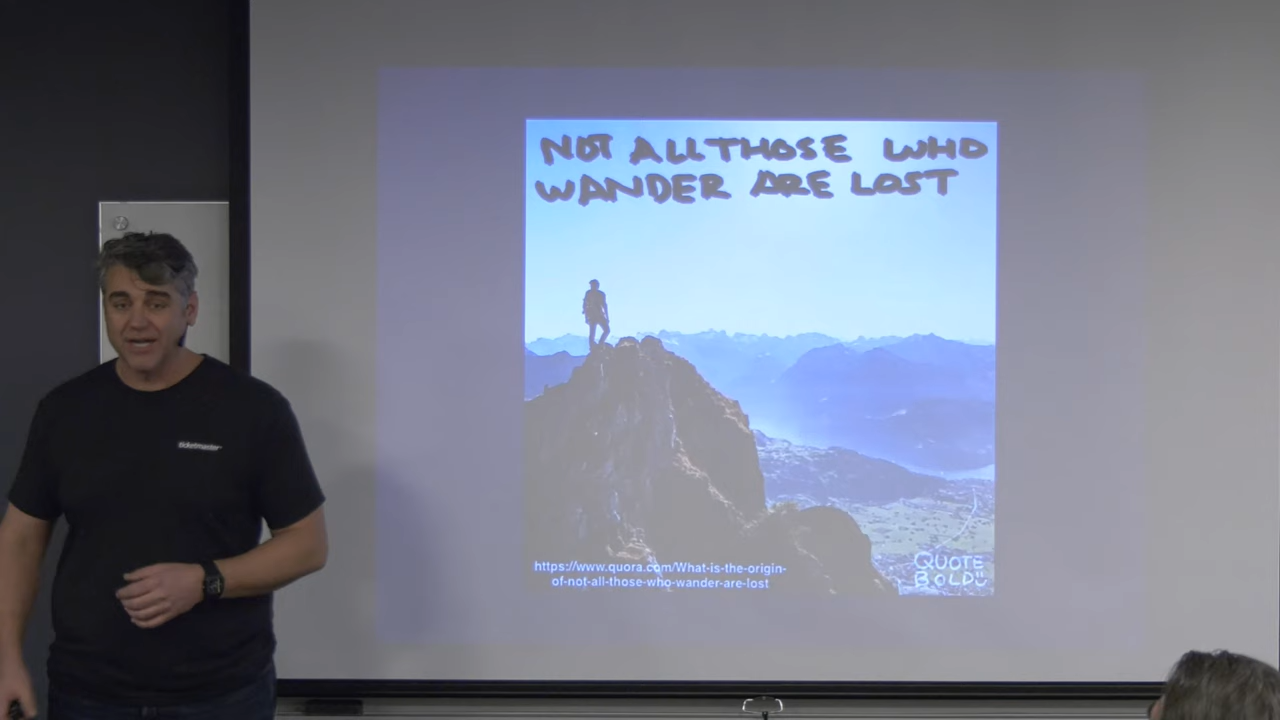 NOT ALL THOSE WHO
WANDER ARE LOST
ticketmaster
https://www.quora.com/What-is-the-origin-
of-not-all-those-who-wander-are-lost
QUOTE
BOLD